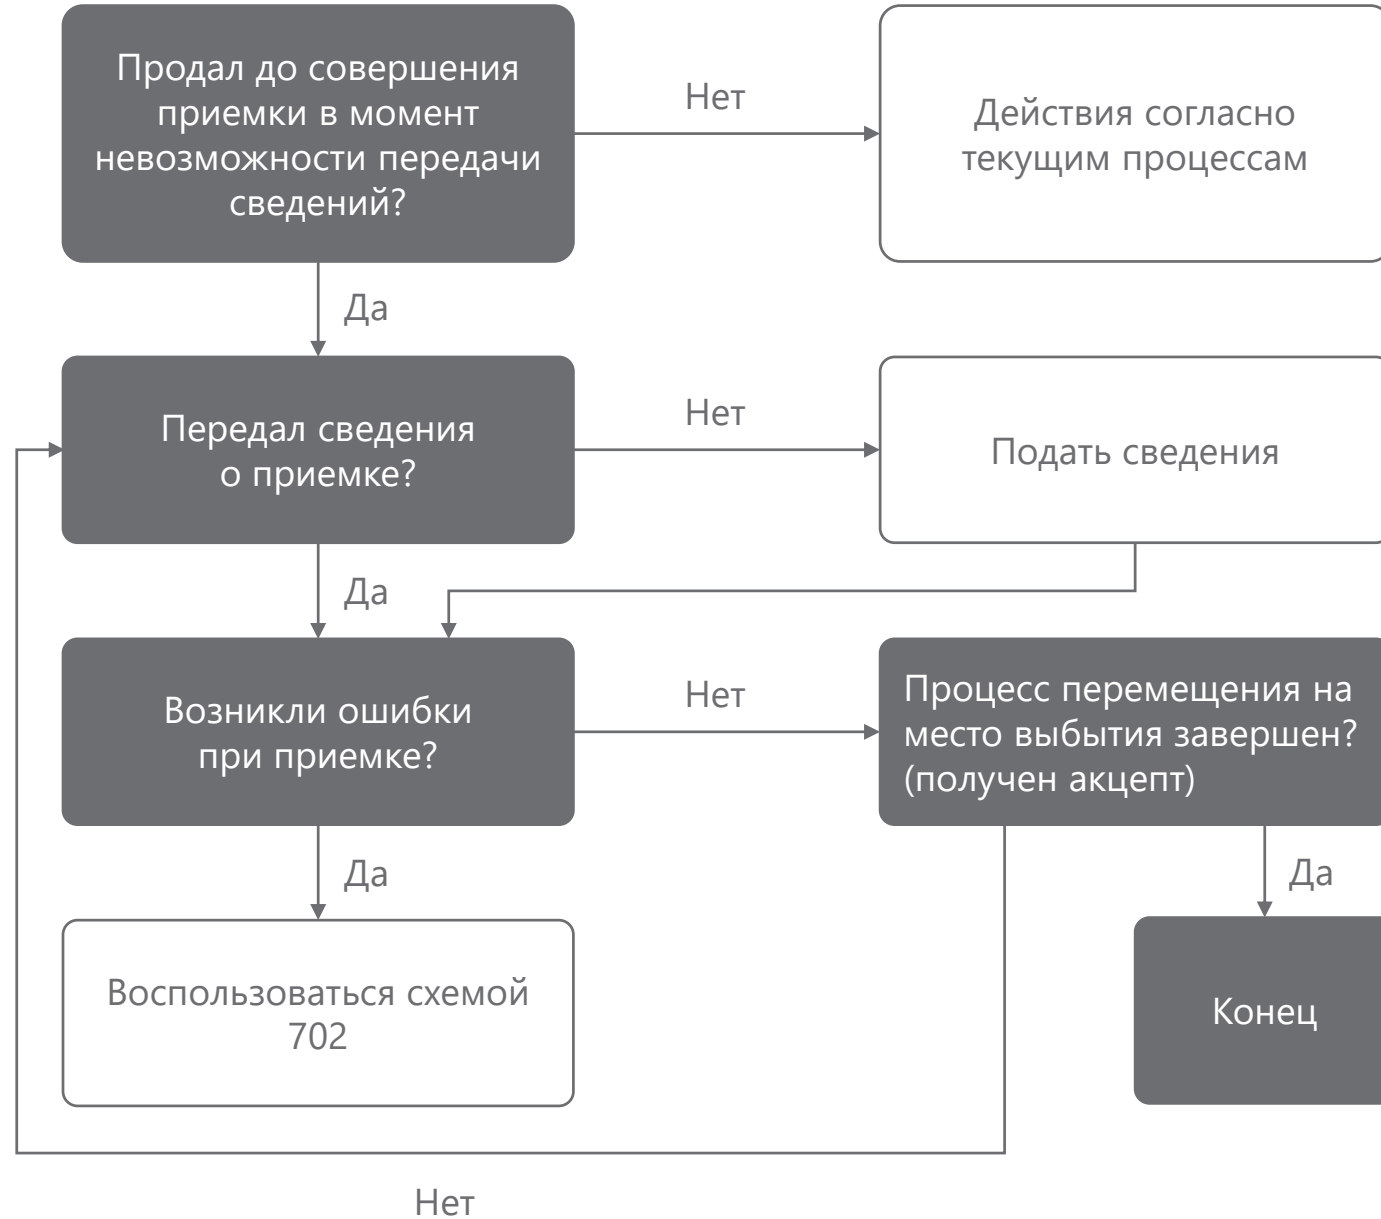 Продал до совершения
приемки в момент
невозможности передачи
сведений?
Нет
Действия согласно
текущим процессам
Да
Передал сведения
о приемке?
Нет
Подать сведения
Да
Возникли ошибки
при приемке?
Нет
Процесс перемещения на
место выбытия завершен?
(получен акцепт)
Да
Да
Воспользоваться схемой
702
Конец
Нет